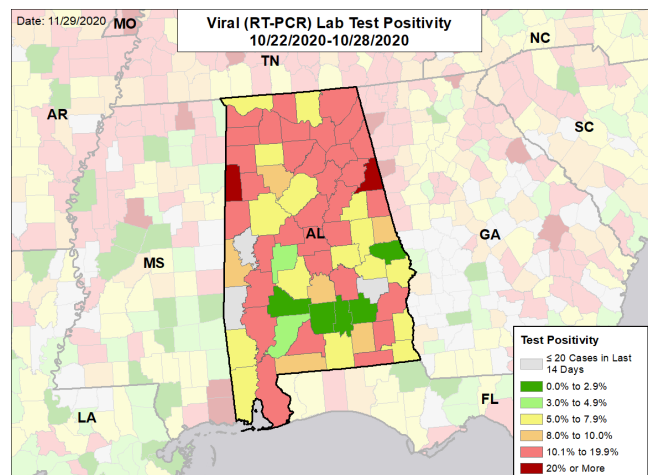 Date: 11/29/2020
Viral (RT-PCR) Lab Test Positivity
10/22/2020-10/28/2020
MO
NC
TN
AR
SC
AL
GA
MS
LA
FL
Test Positivity
≤ 20 Cases in Last
14 Days
0.0% to 2.9%
3.0% to 4.9%
5.0% to 7.9%
8.0% to 10.0%
10.1% to 19.9%
20% or More